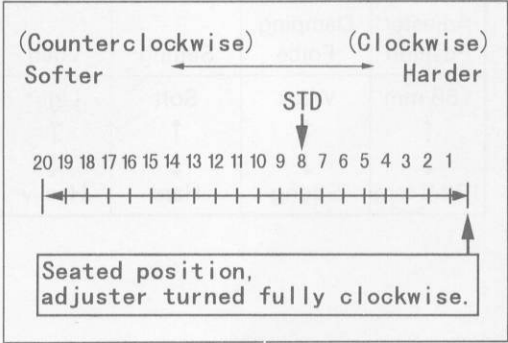 (Counterclockwise) (Clockwise)
Softer Harder
STD
20 19 18 17 16 15 14 13 12 11 10 9 8 7 6 5 4 3 2 1
Seated position,
adjuster turned fully clockwise.